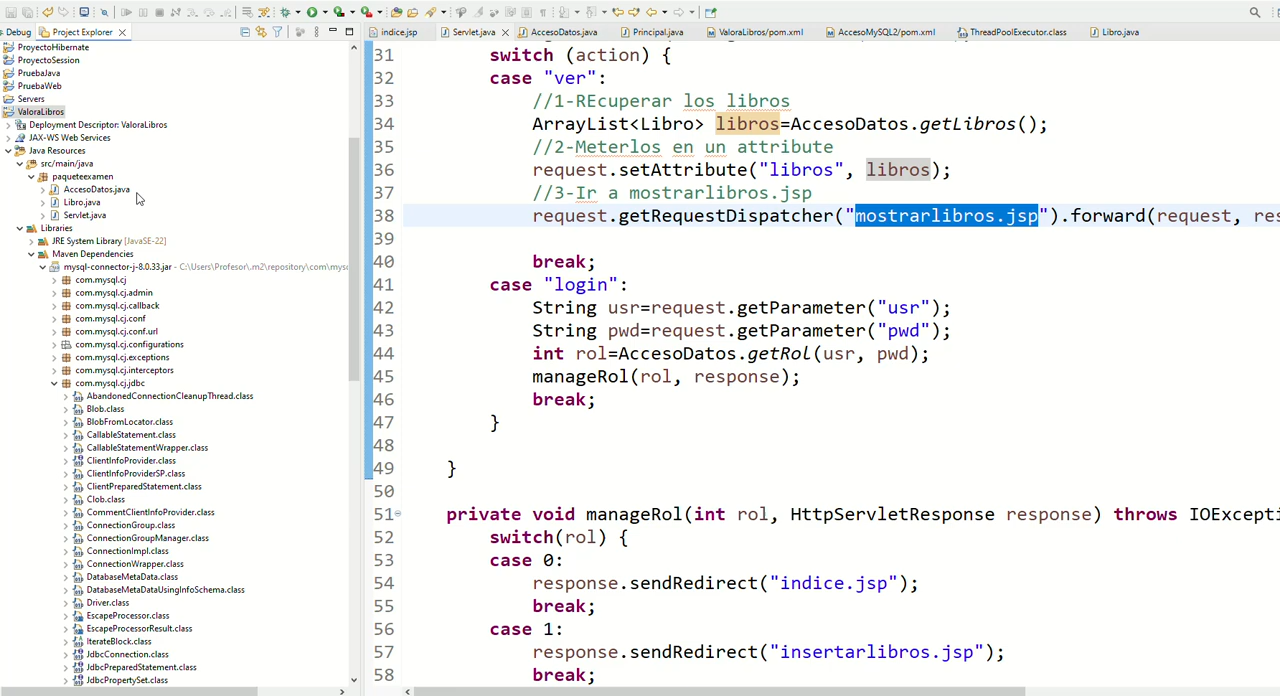 Debug
Project Explorer
indice.jsp
Servlet.java
AccesoDatos.java
Principal.java
ValoraLibros/pom.xml
AccesoMySQL2/pom.xml
ThreadPoolExecutor.class
Libro.java
ProyectoHibernate
ProyectoSession
PruebaJava
PruebaWeb
Servers
ValoraLibros
Deployment Descriptor: ValoraLibros
JAX-WS Web Services
Java Resources
src/main/java
paqueteexamen
AccesoDatos.java
Libro.java
Servlet.java
Libraries
JRE System Library [JavaSE-22]
Maven Dependencies
mysql-connector-j-8.0.33.jar - C:\Users\Profesor\.m2\repository\com\mys
com.mysql.cj
com.mysql.cj.admin
com.mysql.cj.callback
com.mysql.cj.conf
com.mysql.cj.conf.url
com.mysql.cj.configurations
com.mysql.cj.exceptions
com.mysql.cj.interceptors
com.mysql.cj.jdbc
AbandonedConnectionCleanupThread.class
Blob.class
BlobFromLocator.class
CallableStatement.class
CallableStatementWrapper.class
ClientInfoProvider.class
ClientInfoProviderSP.class
ClientPreparedStatement.class
Clob.class
CommentClientInfoProvider.class
ConnectionGroup.class
ConnectionGroupManager.class
ConnectionImpl.class
ConnectionWrapper.class
DatabaseMetaData.class
DatabaseMetaDataUsingInfoSchema.class
Driver.class
EscapeProcessor.class
EscapeProcessorResult.class
IterateBlock.class
JdbcConnection.class
JdbcPreparedStatement.class
JdbcPropertySet.class
31 switch (action) {
32 case "ver":
33 //1-REcuperar los libros
34 ArrayList<Libro> libros=AccesoDatos.getLibros();
35 //2-Meterlos en un attribute
36 request.setAttribute("libros", libros);
37 //3-Ir a mostrarlibros.jsp
38 request.getRequestDispatcher("mostrarlibros.jsp").forward(request, res
39
40 break;
41 case "login":
42 String usr=request.getParameter("usr");
43 String pwd=request.getParameter("pwd");
44 int rol=AccesoDatos.getRol(usr, pwd);
45 manageRol(rol, response);
46 break;
47 }
48
49 }
50
51 private void manageRol(int rol, HttpServletResponse response) throws IOExcepti
52 switch(rol) {
53 case 0:
54 response.sendRedirect("indice.jsp");
55 break;
56 case 1:
57 response.sendRedirect("insertarlibros.jsp");
58 break;